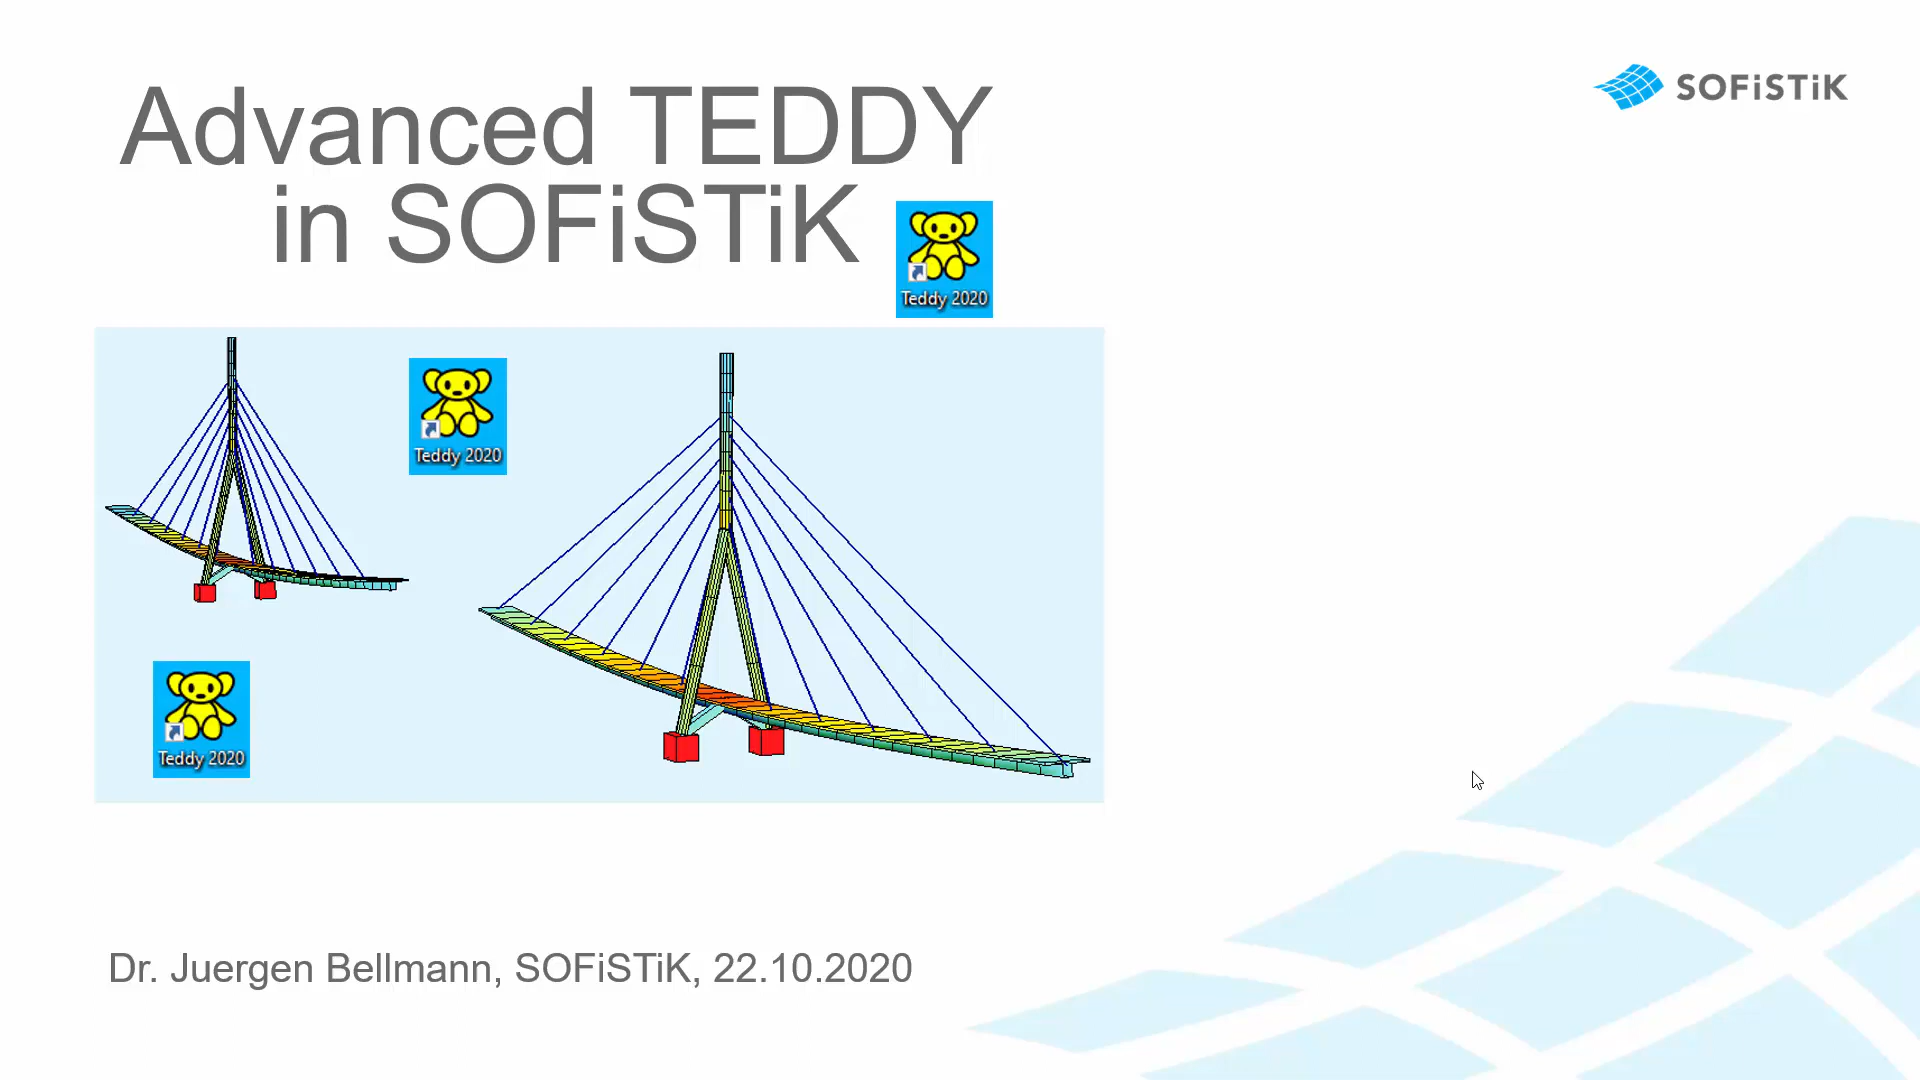 Advanced TEDDY
in SOFiSTiK
SOFiSTiK
Teddy 2020
Teddy 2020
Teddy 2020
Dr. Juergen Bellmann, SOFiSTiK, 22.10.2020